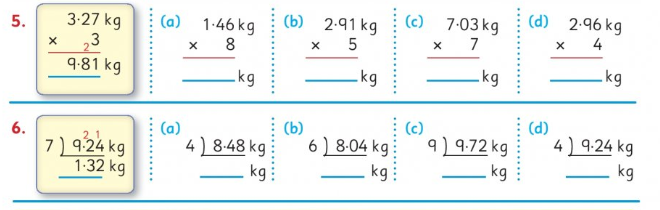 5.
3·27 kg
× 3
2
9·81 kg
(a)
1·46 kg
× 8
kg
(b)
2·91 kg
× 5
kg
(c)
7·03 kg
× 7
kg
(d)
2·96 kg
× 4
kg
6.
2 1
7 ) 9·24 kg
1·32 kg
(a)
4 ) 8·48 kg
kg
(b)
6 ) 8·04 kg
kg
(c)
9 ) 9·72 kg
kg
(d)
4 ) 9·24 kg
kg